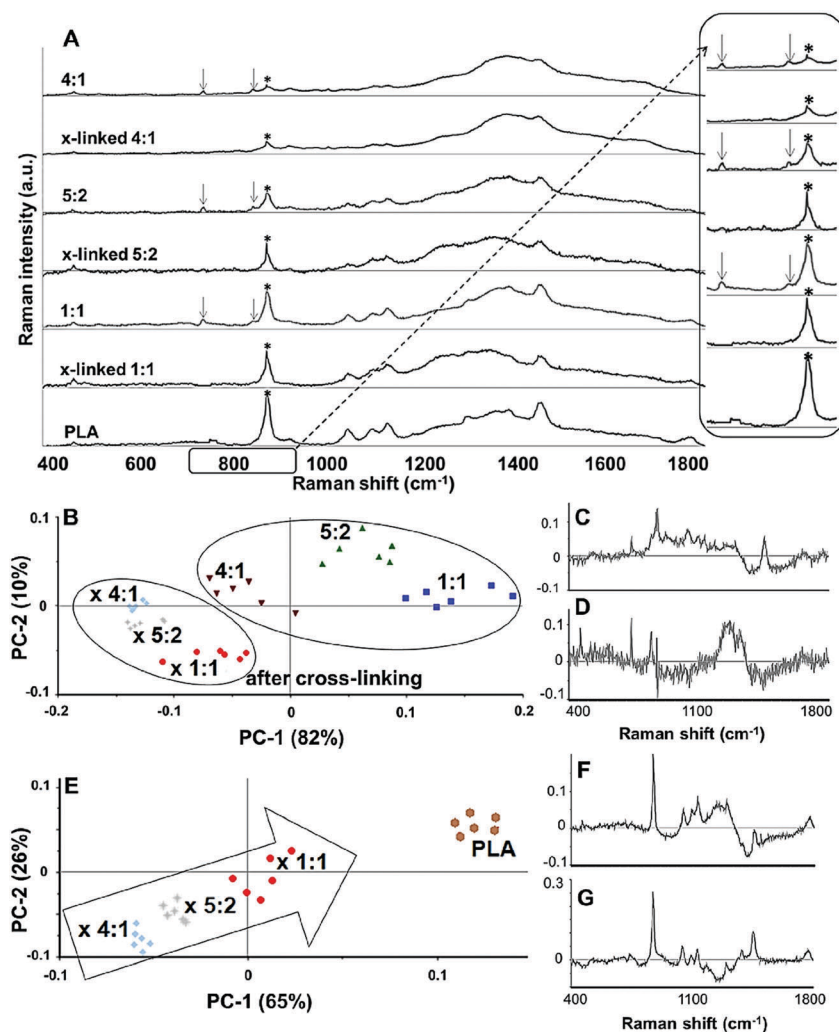 A
4:1
x-linked 4:1
5:2
x-linked 5:2
1:1
x-linked 1:1
PLA
Raman intensity (a.u.)
400 600 800 1000 1200 1400 1600 1800
Raman shift (cm-1)
* * * * * * *
* * * * * * *
B
0.1
0
-0.1
PC-2 (10%)
5:2
4:1
1:1
x 4:1
x 5:2
x 1:1
after cross-linking
-0.2 -0.1 0 0.1 0.2
PC-1 (82%)
C
0.1
0
-0.1
D
0.1
0
-0.1
400 1100 1800
Raman shift (cm-1)
E
0.1
0
-0.1
PC-2 (26%)
PLA
x 1:1
x 5:2
x 4:1
-0.1 0 0.1
PC-1 (65%)
F
0.1
0
-0.1
G
0.3
0
400 1100 1800
Raman shift (cm-1)